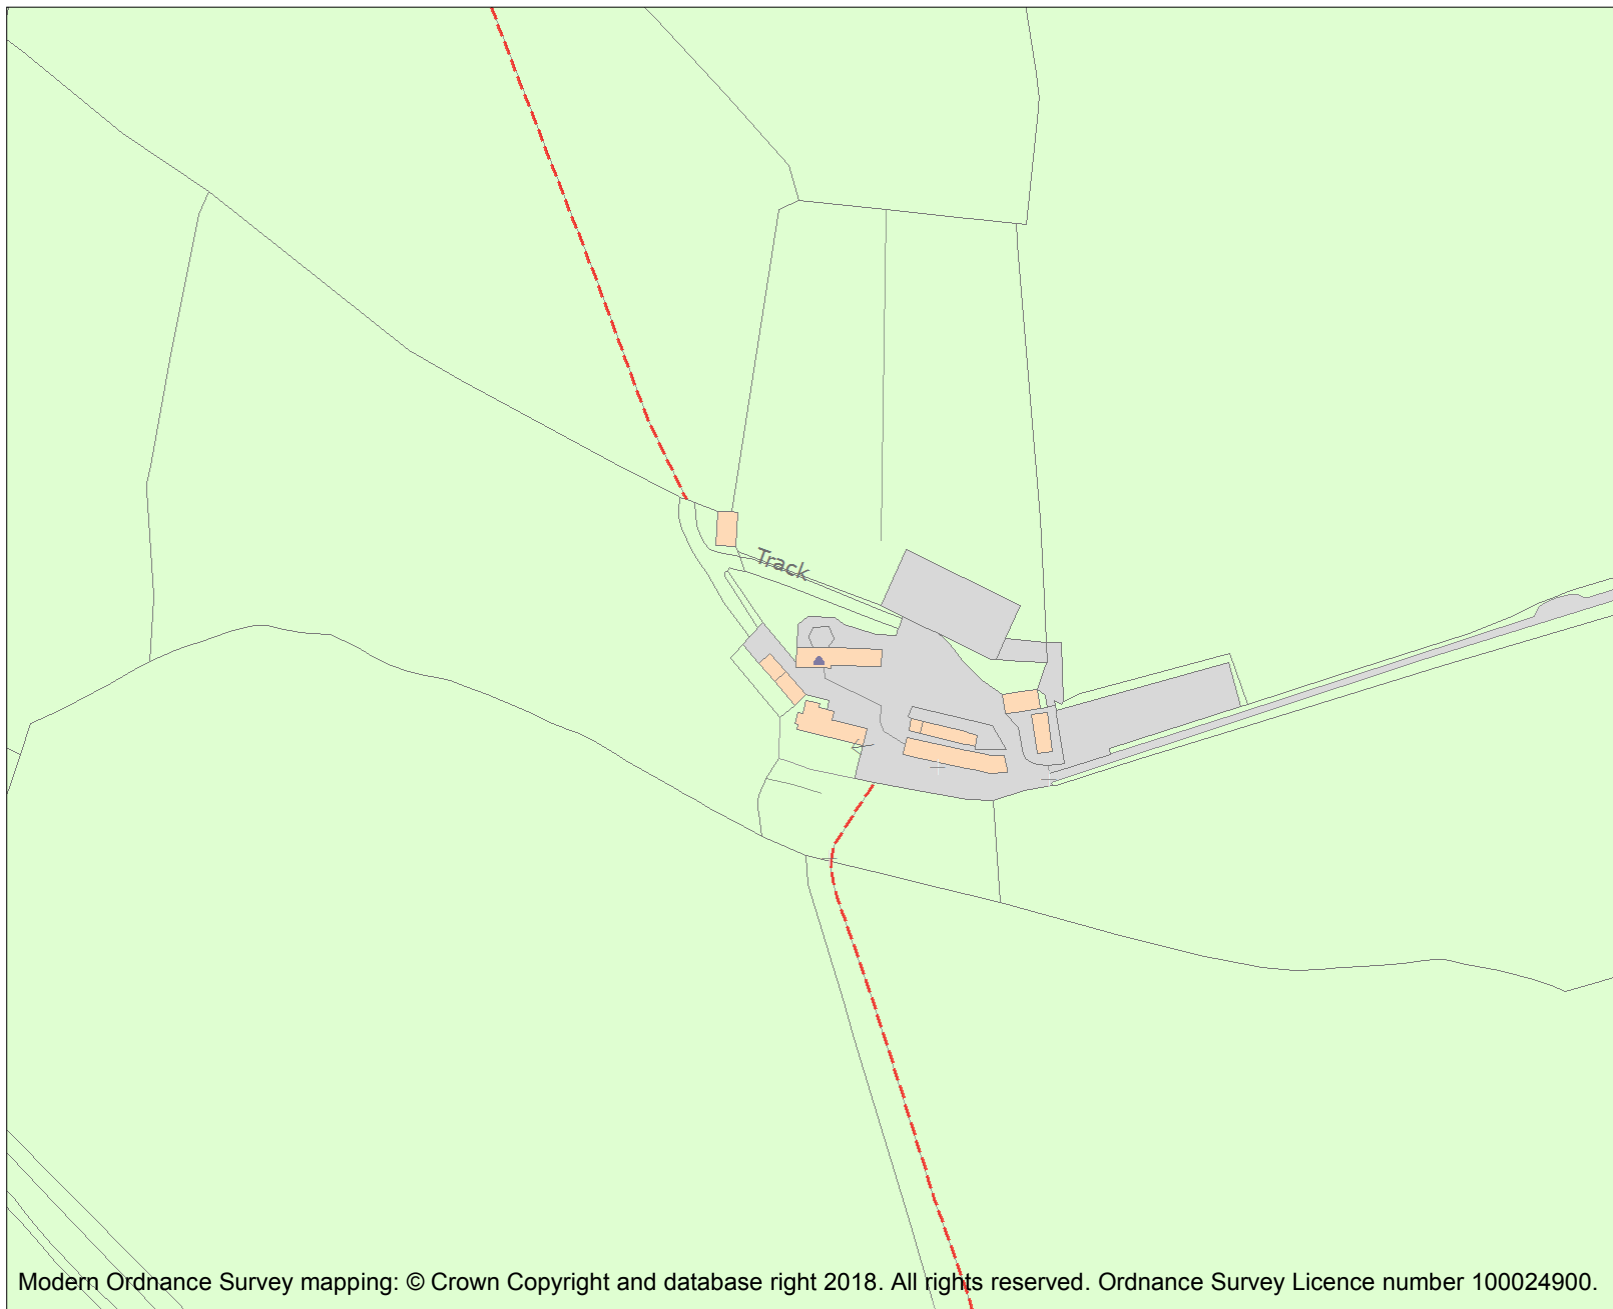 Track
Modern Ordnance Survey mapping: © Crown Copyright and database right 2018. All rights reserved. Ordnance Survey Licence number 100024900.